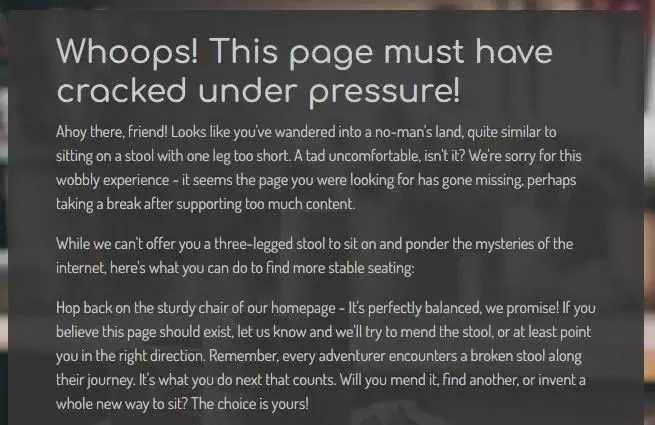 Whoops! This page must have
cracked under pressure!
Ahoy there, friend! Looks like you've wandered into a no-man's land, quite similar to
sitting on a stool with one leg too short. A tad uncomfortable, isn't it? We're sorry for this
wobbly experience - it seems the page you were looking for has gone missing, perhaps
taking a break after supporting too much content.
While we can't offer you a three-legged stool to sit on and ponder the mysteries of the
internet, here's what you can do to find more stable seating:
Hop back on the sturdy chair of our homepage - It's perfectly balanced, we promise! If you
believe this page should exist, let us know and we'll try to mend the stool, or at least point
you in the right direction. Remember, every adventurer encounters a broken stool along
their journey. It's what you do next that counts. Will you mend it, find another, or invent a
whole new way to sit? The choice is yours!